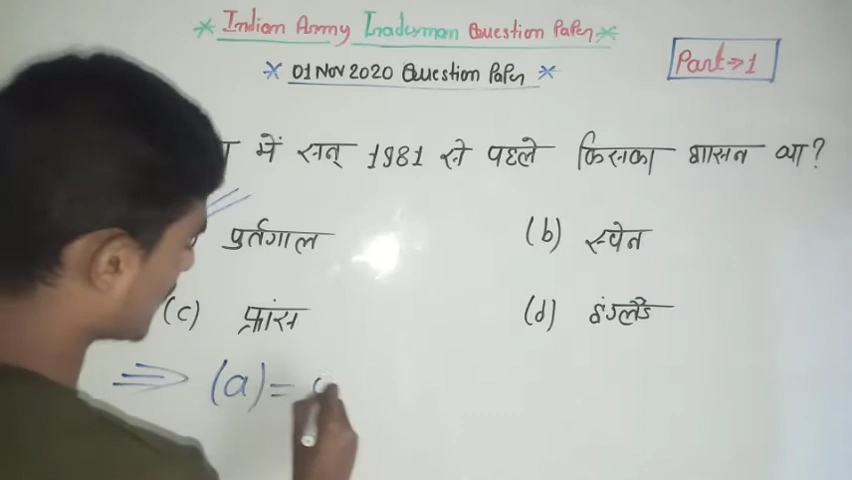 Indian Army Tradesman Question Paper
01 Nov 2020 Question Paper
Part→1
में सन् 1981 से पहले किसका शासन था?
पुर्तगाल (b) स्पेन
(c) फ्रांस (d) इंग्लैंड
⇒ (a) =